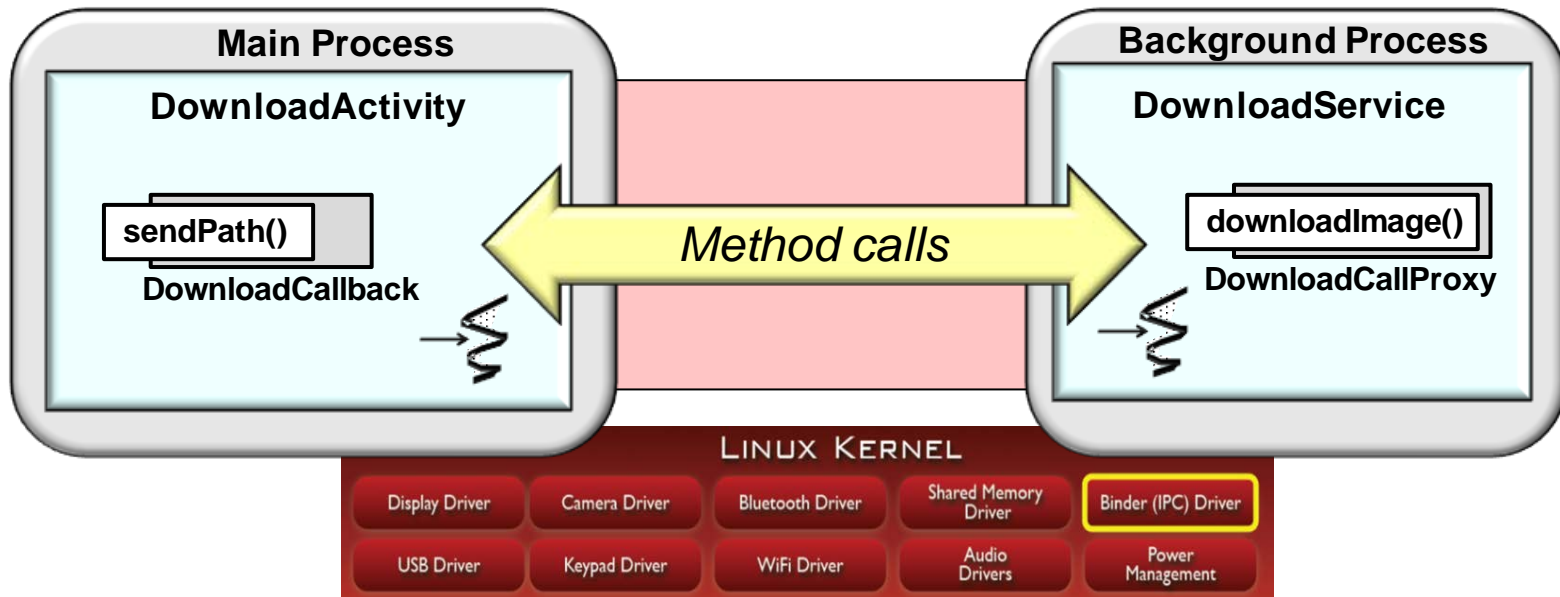 Main Process
DownloadActivity
sendPath()
DownloadCallback
Method calls
Background Process
DownloadService
downloadImage()
DownloadCallProxy
LINUX KERNEL
Display Driver
Camera Driver
Bluetooth Driver
Shared Memory
Driver
Binder (IPC) Driver
USB Driver
Keypad Driver
WiFi Driver
Audio
Drivers
Power
Management